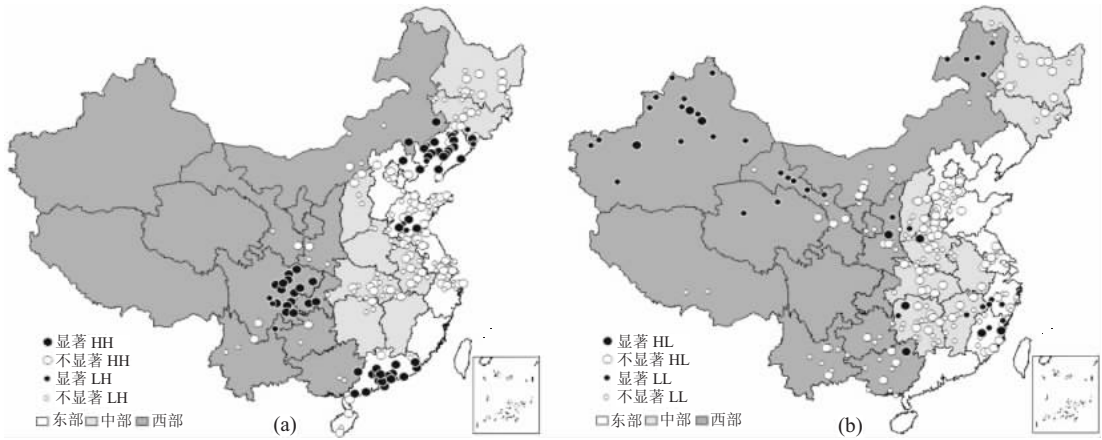 显著 HH
不显著 HH
显著 LH
不显著 LH
东部 中部 西部
(a)
显著 HL
不显著 HL
显著 LL
不显著 LL
东部 中部 西部
(b)